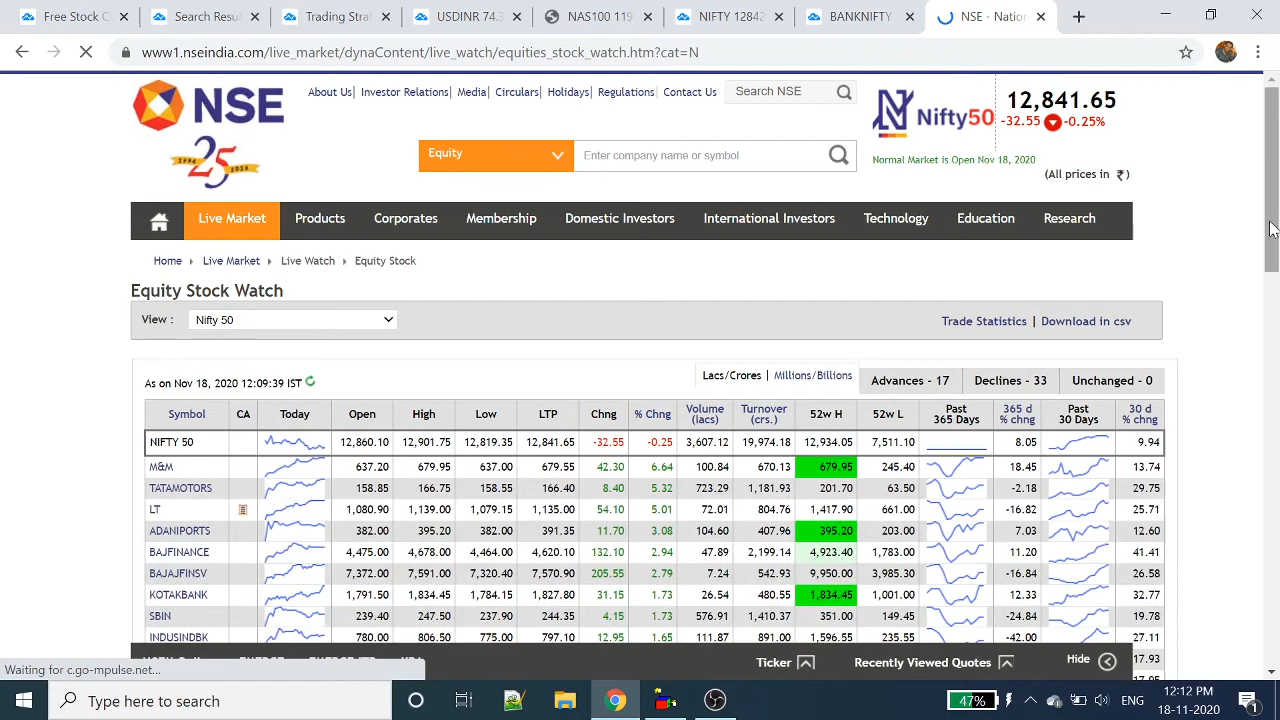 Free Stock C
Search Resul
Trading Stra
USDINR 74.3
NAS100 119
NIFTY 12842
BANKNIFTY
NSE - Nation
www1.nseindia.com/live_market/dynaContent/live_watch/equities_stock_watch.htm?cat=N
NSE
25
About Us| Investor Relations| Media| Circulars| Holidays| Regulations| Contact Us
Search NSE
Equity
Enter company name or symbol
Nifty50
12,841.65
-32.55 -0.25%
Normal Market is Open Nov 18, 2020
(All prices in ₹)
Live Market Products Corporates Membership Domestic Investors International Investors Technology Education Research
Home Live Market Live Watch Equity Stock
Equity Stock Watch
View : Nifty 50
Trade Statistics | Download in csv
As on Nov 18, 2020 12:09:39 IST
Lacs/Crores | Millions/Billions
Advances - 17 Declines - 33 Unchanged - 0
Symbol CA Today Open High Low LTP Chng % Chng Volume (lacs) Turnover (crs.) 52w H 52w L Past 365 Days 365 d % chng Past 30 Days 30 d % chng
NIFTY 50 12,860.10 12,901.75 12,819.35 12,841.65 -32.55 -0.25 3,607.12 19,974.18 12,934.05 7,511.10 8.05 9.94
M&M 637.20 679.95 637.00 679.55 42.30 6.64 100.84 670.13 679.95 245.40 18.45 13.74
TATAMOTORS 158.85 166.75 158.55 166.40 8.40 5.32 723.29 1,181.93 201.70 63.50 -2.18 29.75
LT 1,080.90 1,139.00 1,079.15 1,135.00 54.10 5.01 72.01 804.76 1,417.90 661.00 -16.82 25.71
ADANIPORTS 382.00 395.20 382.00 391.35 11.70 3.08 104.60 407.96 395.20 203.00 7.03 12.60
BAJFINANCE 4,475.00 4,678.00 4,464.00 4,620.10 132.10 2.94 47.89 2,199.14 4,923.40 1,783.00 11.20 41.41
BAJAJFINSV 7,372.00 7,591.00 7,320.40 7,570.90 205.55 2.79 7.24 542.93 9,950.00 3,985.30 -16.84 26.58
KOTAKBANK 1,791.50 1,834.45 1,784.15 1,827.80 31.15 1.73 26.54 480.55 1,834.45 1,001.00 12.33 32.77
SBIN 239.40 247.50 237.90 244.35 4.15 1.73 576.91 1,410.37 351.00 149.45 -24.84 19.78
INDUSINDBK 780.00 806.50 775.00 797.10 12.95 1.65 111.87 891.00 1,596.55 235.55 -42.00 27.11
17.93
Ticker Recently Viewed Quotes Hide
Waiting for c.go-mpulse.net...
Type here to search
47%
ENG
12:12 PM
18-11-2020
1